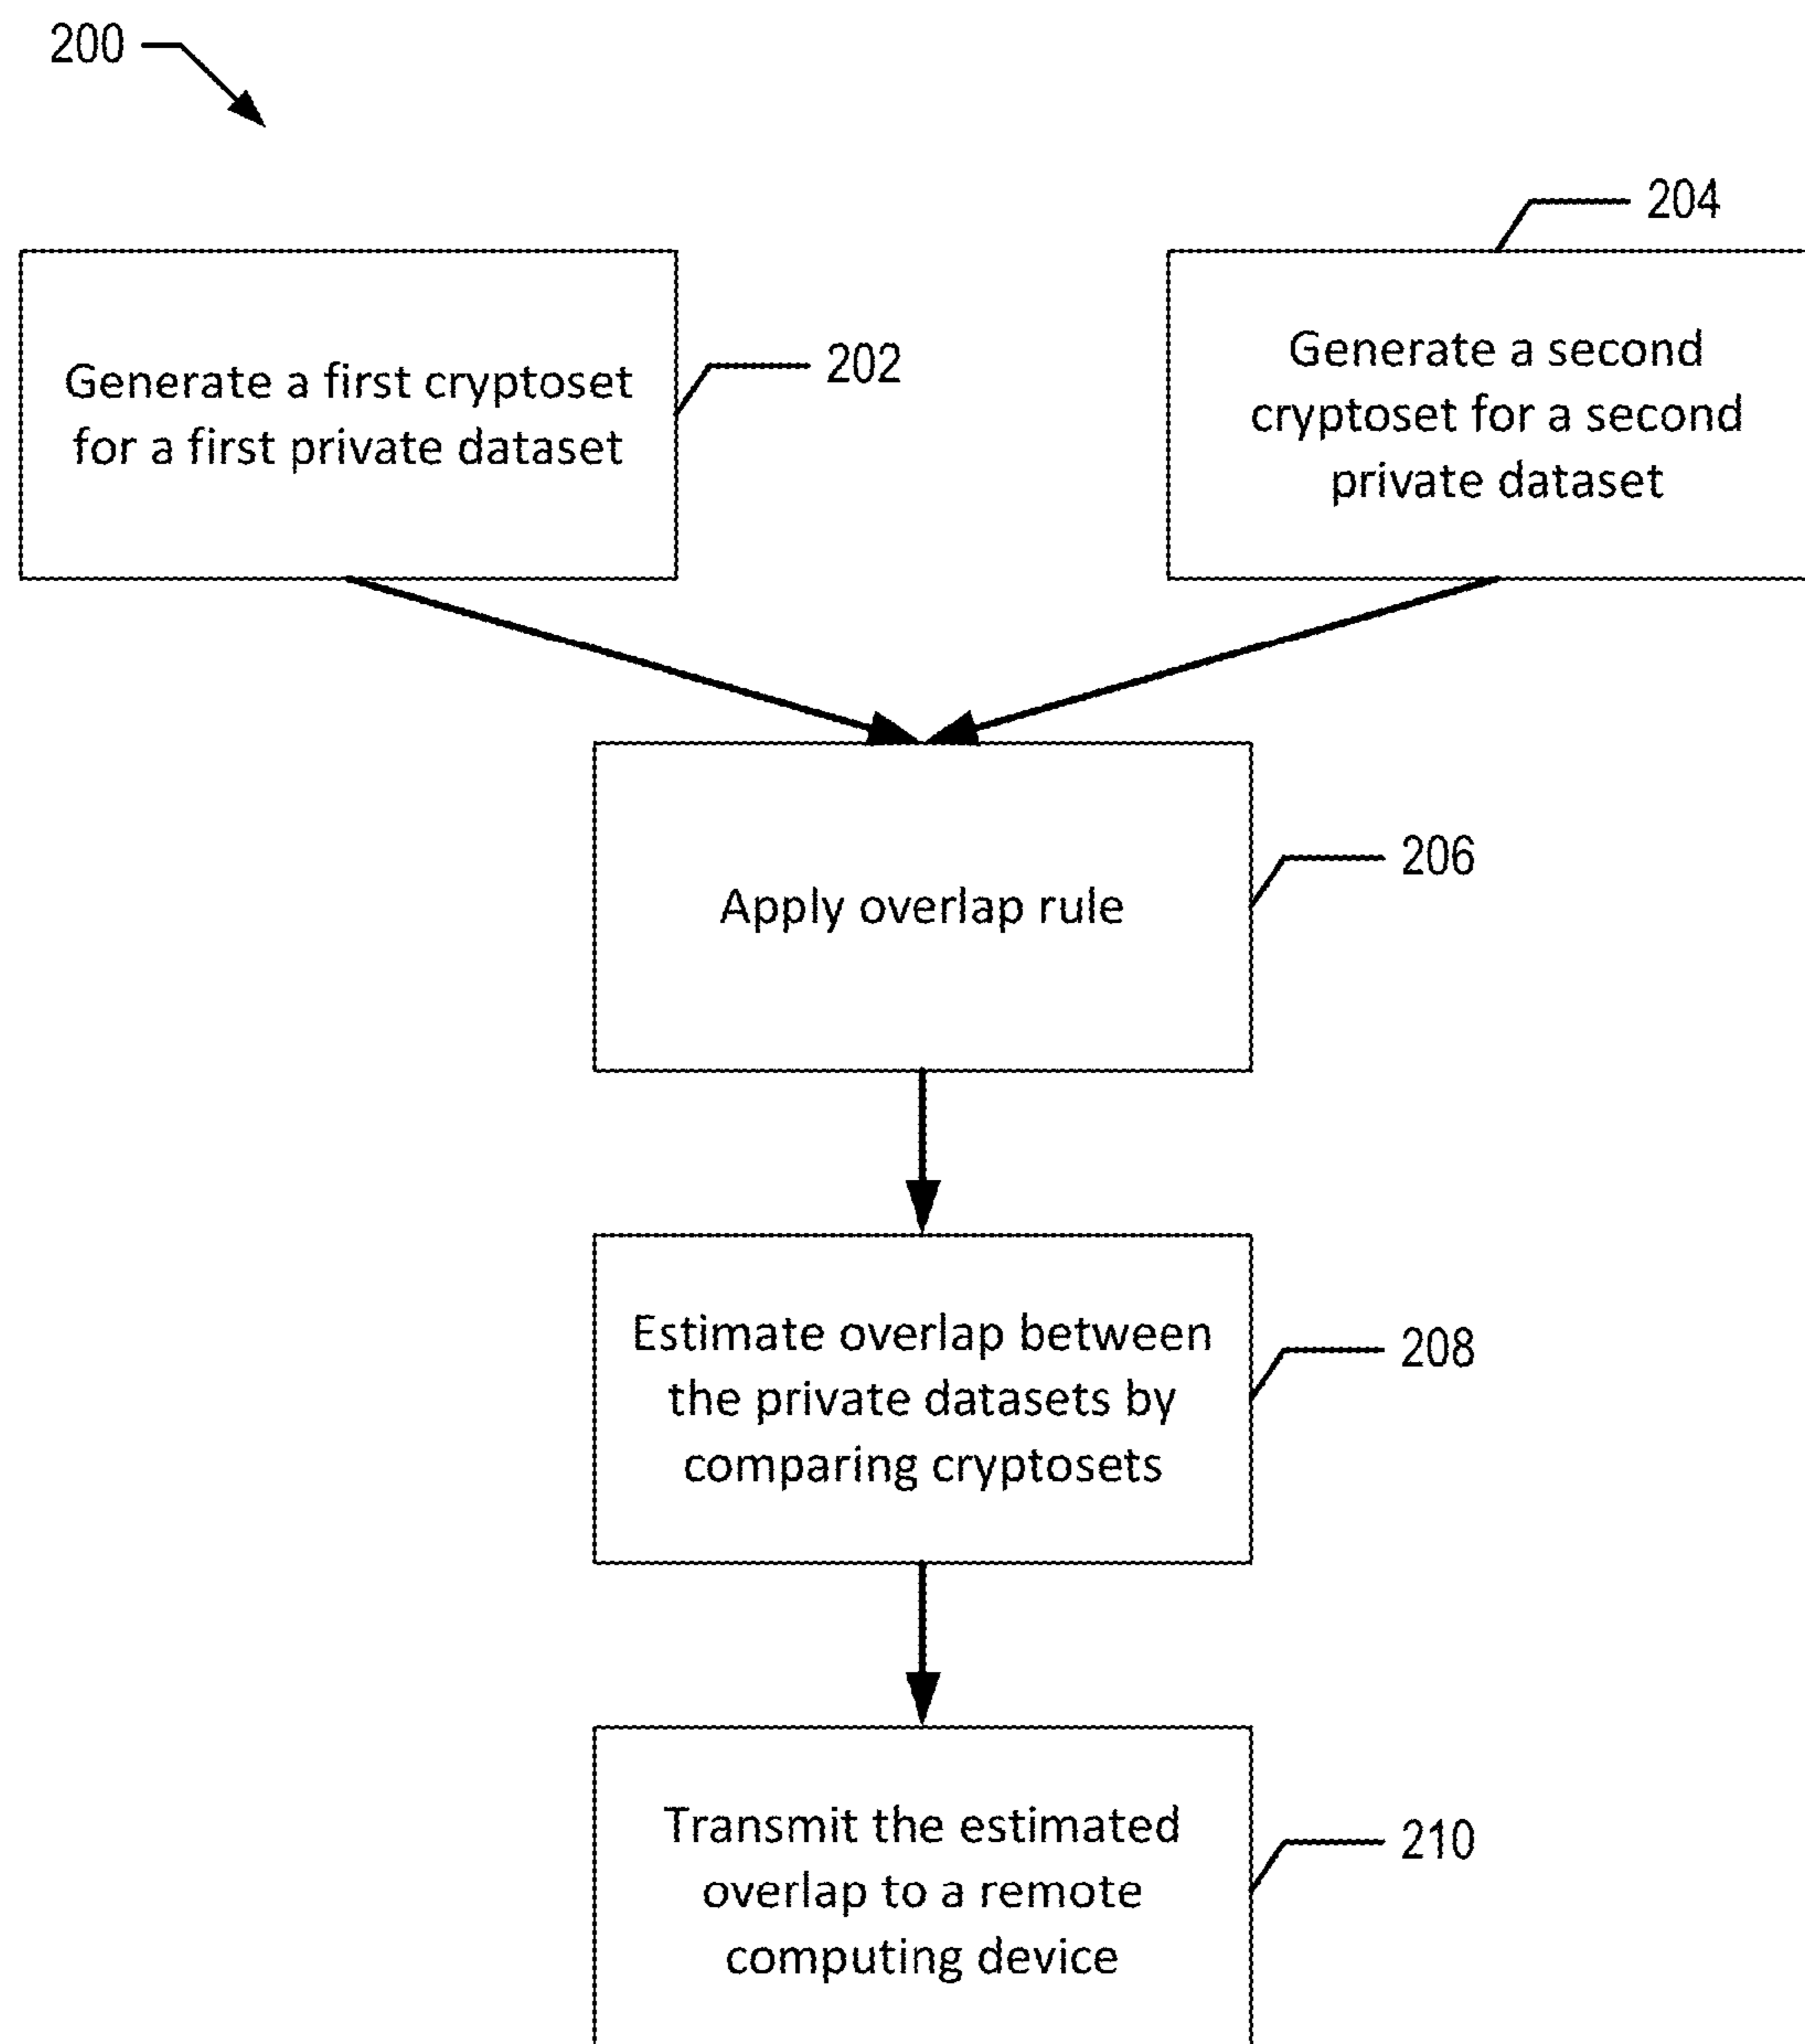 200
204
Generate a first cryptoset
for a first private dataset
202
Generate a second
cryptoset for a second
private dataset
Apply overlap rule
206
Estimate overlap between
the private datasets by
comparing cryptosets
208
Transmit the estimated
overlap to a remote
computing device
210